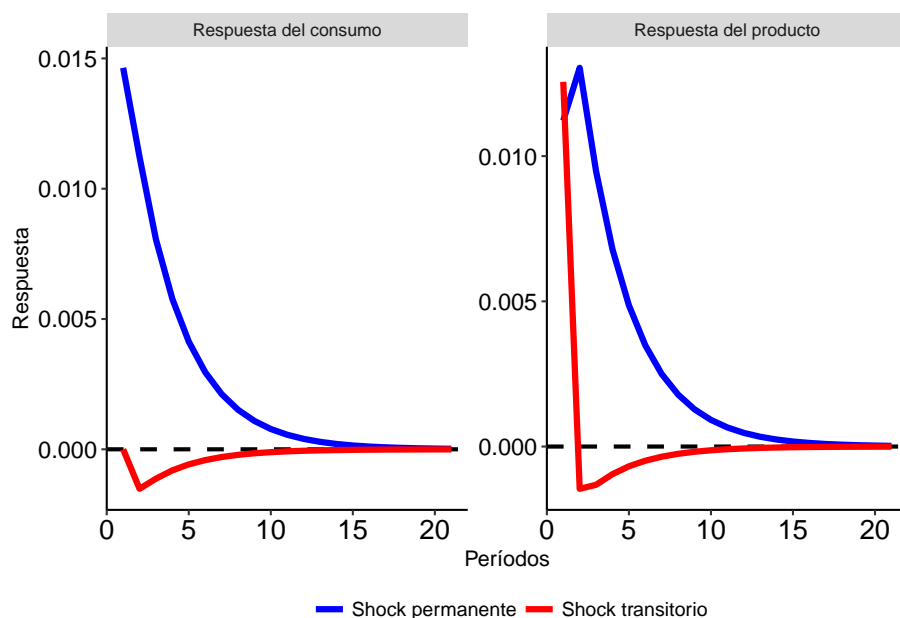 Respuesta del consumo
Respuesta del producto
Respuesta
0.015
0.010
0.005
0.000
0.010
0.005
0.000
0 5 10 15 20
0 5 10 15 20
Períodos
Shock permanente Shock transitorio